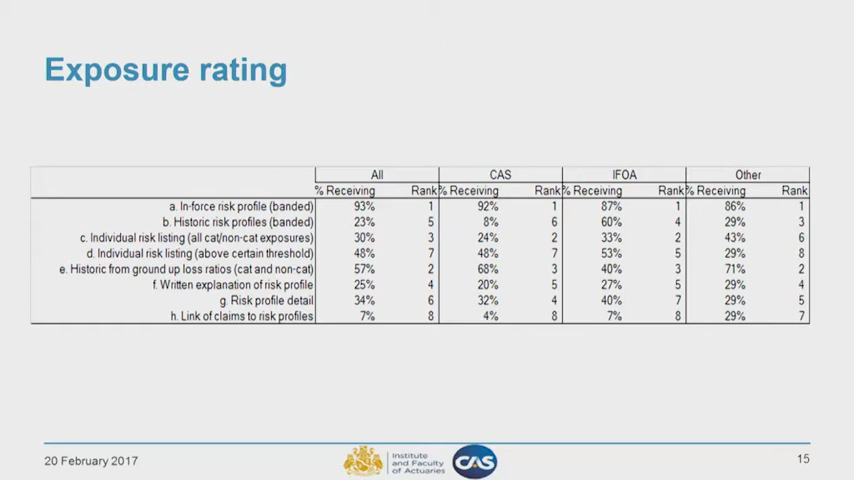 Exposure rating
All CAS IFOA Other
% Receiving Rank % Receiving Rank % Receiving Rank % Receiving Rank
a. In-force risk profile (banded) 93% 1 92% 1 87% 1 86% 1
b. Historic risk profiles (banded) 23% 5 8% 6 60% 4 29% 3
c. Individual risk listing (all cat/non-cat exposures) 30% 3 24% 2 33% 2 43% 6
d. Individual risk listing (above certain threshold) 48% 7 48% 7 53% 5 29% 8
e. Historic from ground up loss ratios (cat and non-cat) 57% 2 68% 3 40% 3 71% 2
f. Written explanation of risk profile 25% 4 20% 5 27% 5 29% 4
g. Risk profile detail 34% 6 32% 4 40% 7 29% 5
h. Link of claims to risk profiles 7% 8 4% 8 7% 8 29% 7
20 February 2017
Institute
and Faculty
of Actuaries
CAS
15